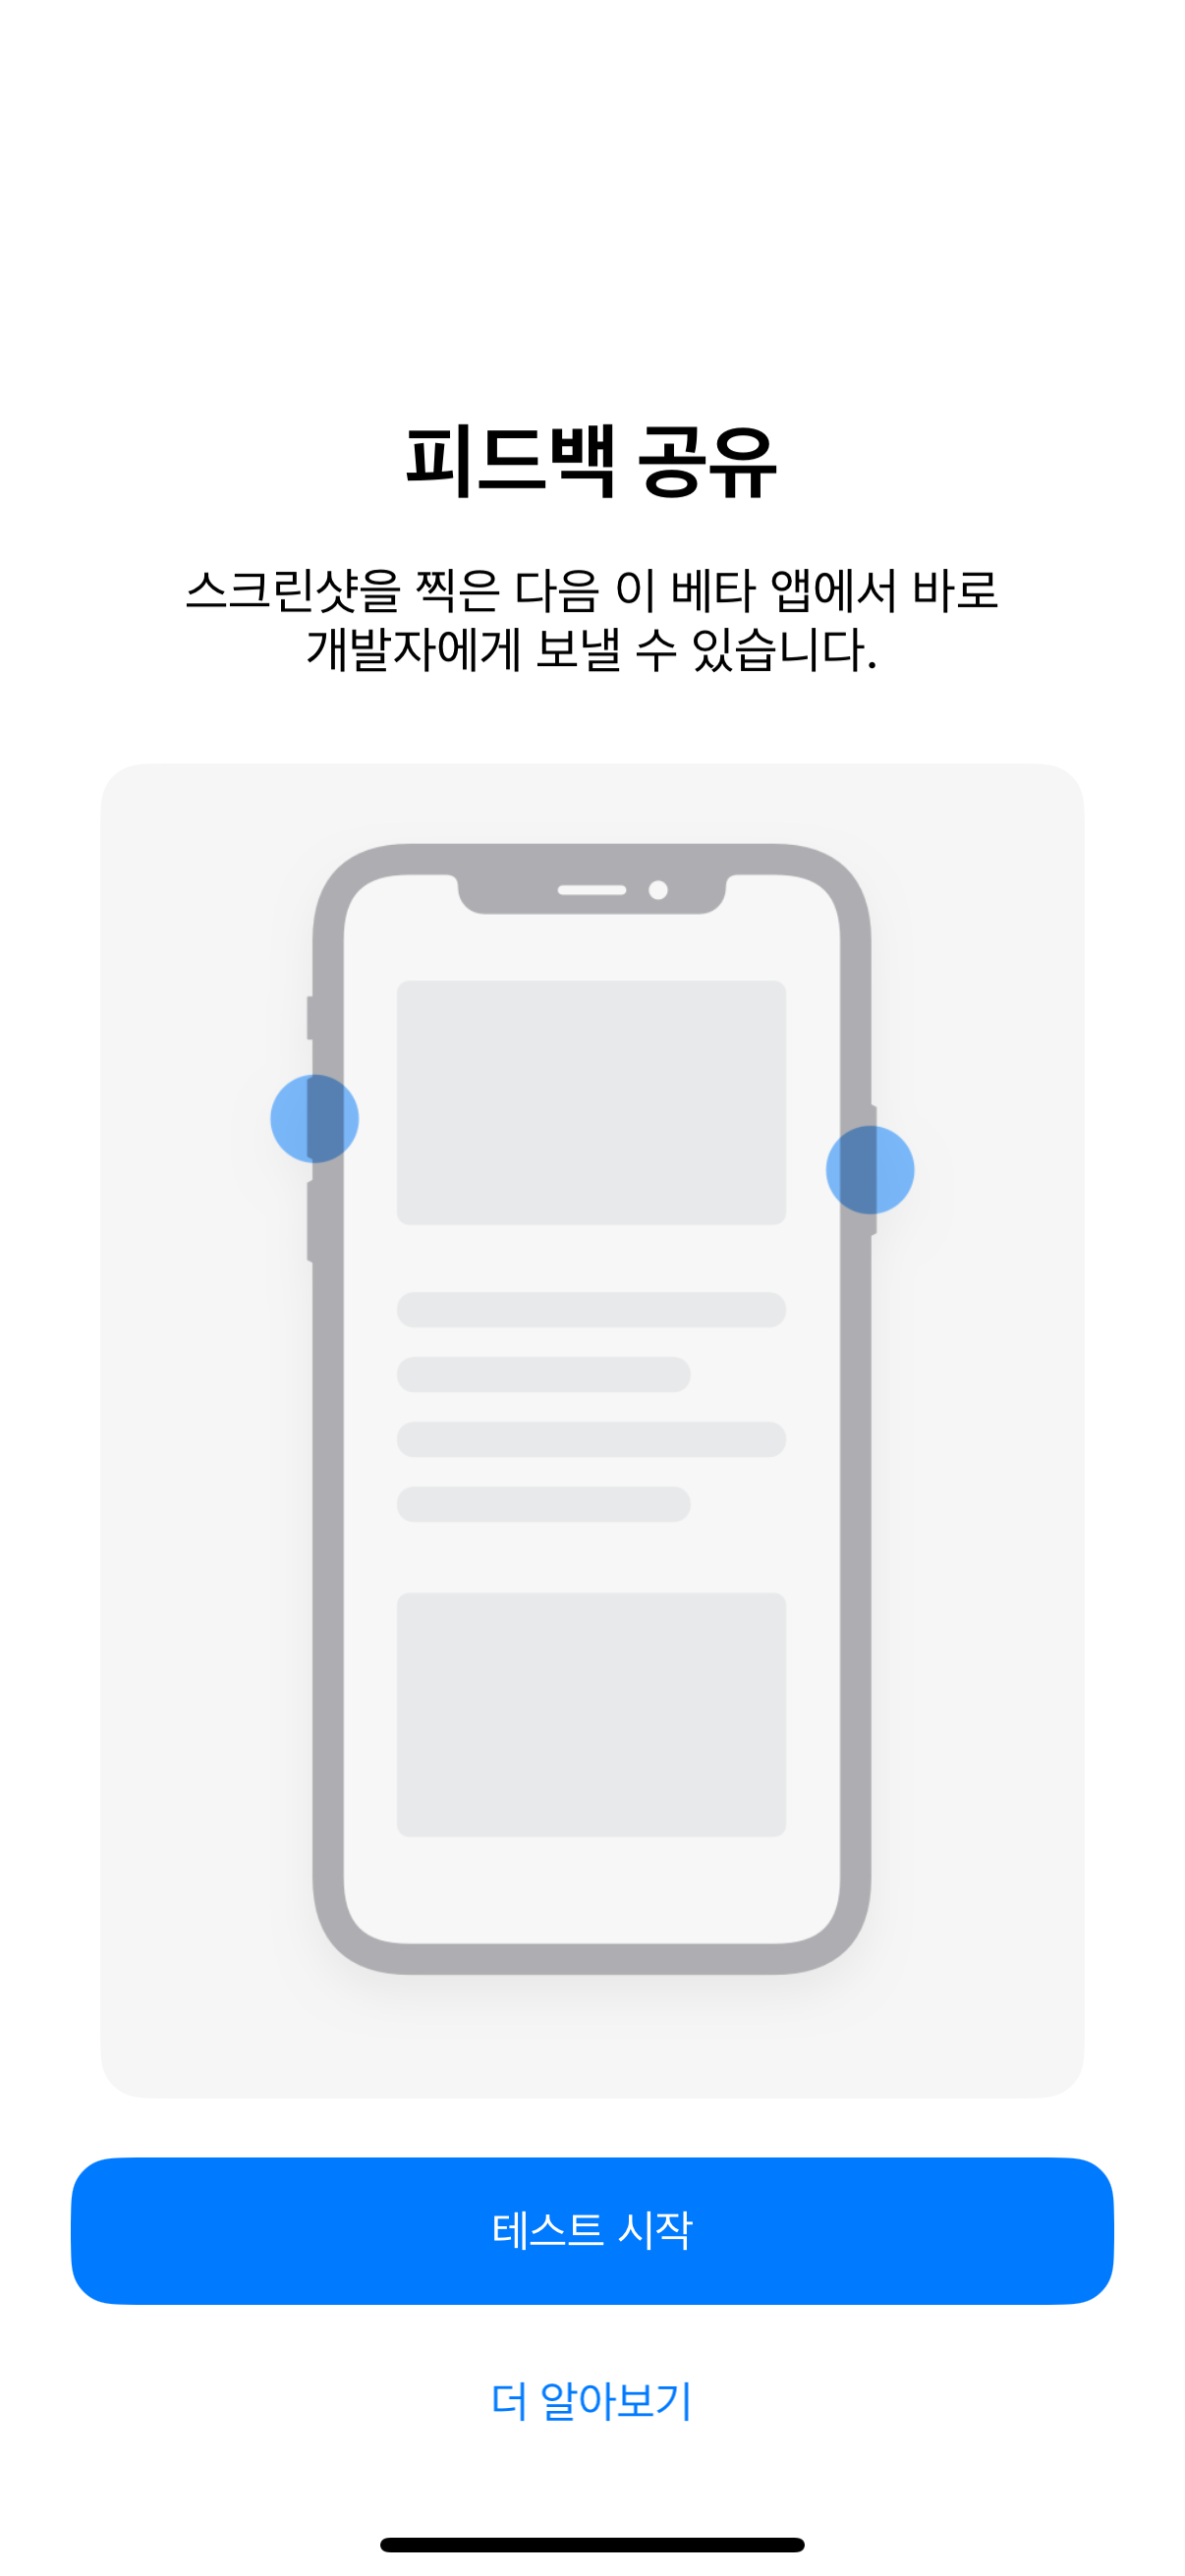 피드백 공유
스크린샷을 찍은 다음 이 베타 앱에서 바로
개발자에게 보낼 수 있습니다.
테스트 시작
더 알아보기